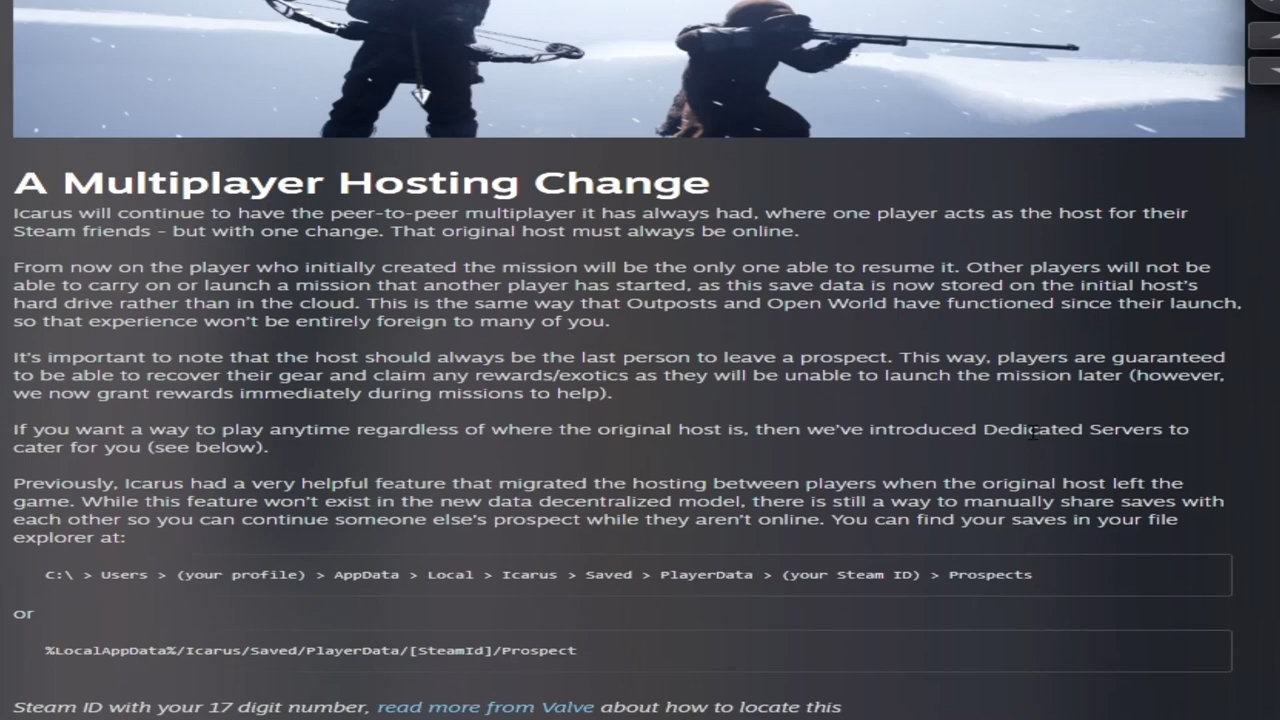 A Multiplayer Hosting Change
Icarus will continue to have the peer-to-peer multiplayer it has always had, where one player acts as the host for their
Steam friends - but with one change. That original host must always be online.
From now on the player who initially created the mission will be the only one able to resume it. Other players will not be
able to carry on or launch a mission that another player has started, as this save data is now stored on the initial host's
hard drive rather than in the cloud. This is the same way that Outposts and Open World have functioned since their launch,
so that experience won't be entirely foreign to many of you.
It's important to note that the host should always be the last person to leave a prospect. This way, players are guaranteed
to be able to recover their gear and claim any rewards/exotics as they will be unable to launch the mission later (however,
we now grant rewards immediately during missions to help).
If you want a way to play anytime regardless of where the original host is, then we've introduced Dedicated Servers to
cater for you (see below).
Previously, Icarus had a very helpful feature that migrated the hosting between players when the original host left the
game. While this feature won't exist in the new data decentralized model, there is still a way to manually share saves with
each other so you can continue someone else's prospect while they aren't online. You can find your saves in your file
explorer at:
C:\ > Users > (your profile) > AppData > Local > Icarus > Saved > PlayerData > (your Steam ID) > Prospects
or
%LocalAppData%/Icarus/Saved/PlayerData/[SteamId]/Prospect
Steam ID with your 17 digit number, read more from Valve about how to locate this